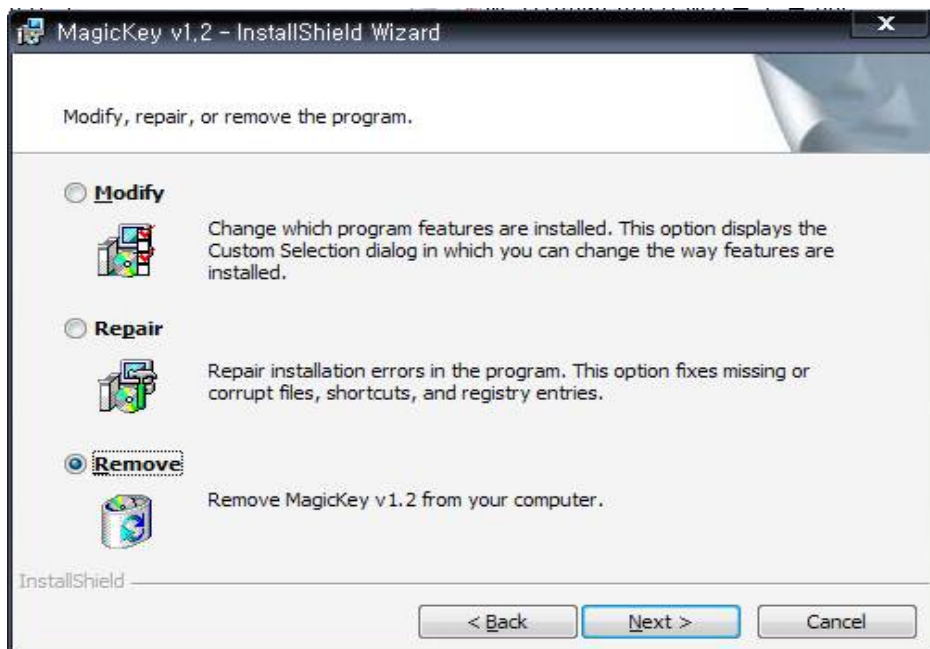 MagicKey v1.2 - InstallShield Wizard
Modify, repair, or remove the program.
Modify
Change which program features are installed. This option displays the
Custom Selection dialog in which you can change the way features are
installed.
Repair
Repair installation errors in the program. This option fixes missing or
corrupt files, shortcuts, and registry entries.
Remove
Remove MagicKey v1.2 from your computer.
InstallShield
< Back
Next >
Cancel